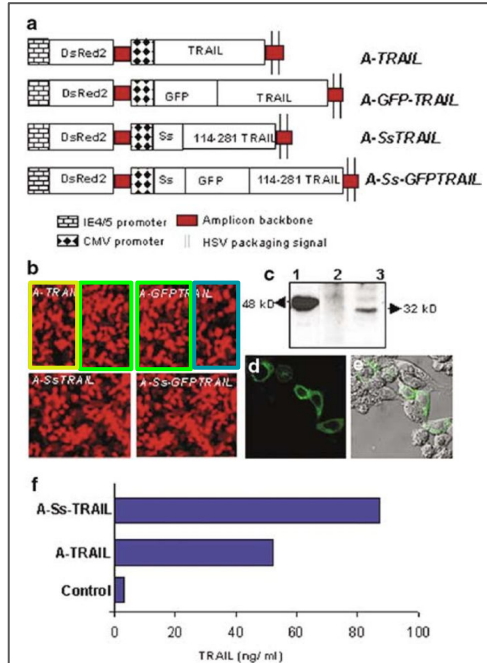 a
DsRed2 TRAIL A-TRAIL
DsRed2 GFP TRAIL A-GFP-TRAIL
DsRed2 Ss 114-281 TRAIL A-SsTRAIL
DsRed2 Ss GFP 114-281 TRAIL A-Ss-GFPTRAIL
IE4/5 promoter Amplicon backbone
CMV promoter HSV packaging signal
b
A-TRAIL A-GFPTRAIL
A-SsTRAIL A-Ss-GFPTRAIL
c
1 2 3
48 kD 32 kD
d e
f
A-Ss-TRAIL
A-TRAIL
Control
0 20 40 60 80 100
TRAIL (ng/ ml)